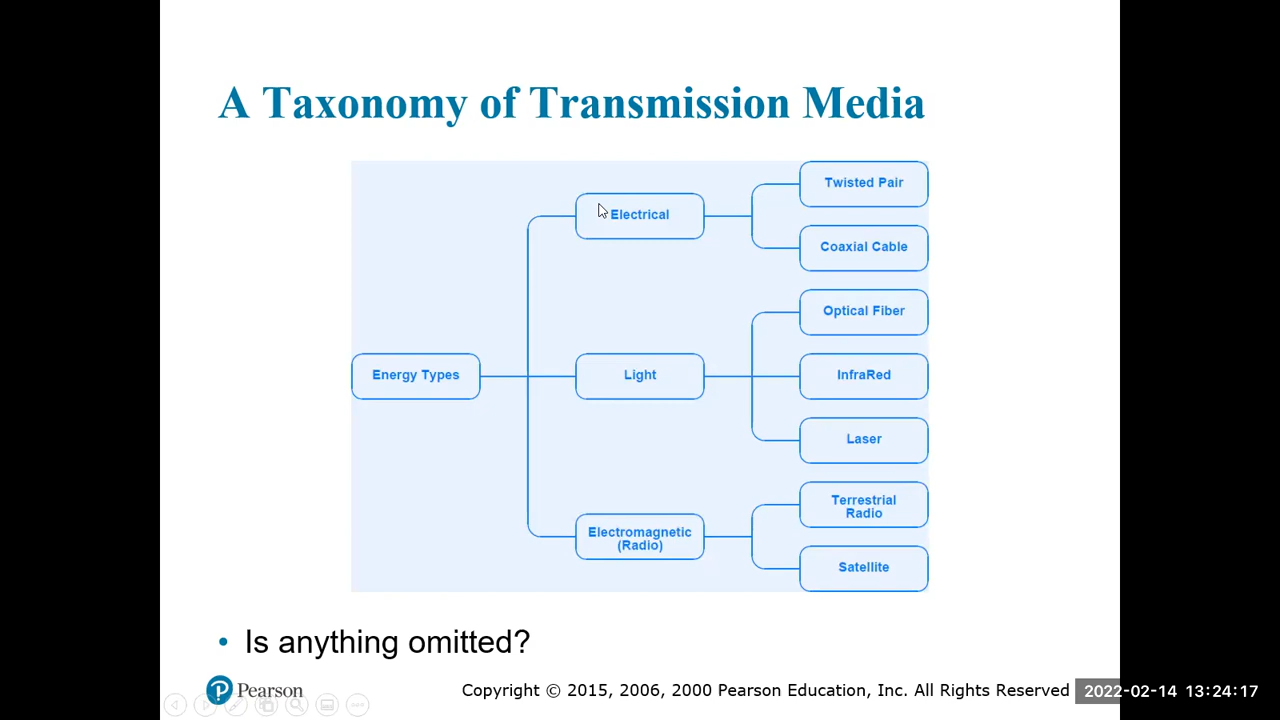 A Taxonomy of Transmission Media
Twisted Pair
Electrical
Coaxial Cable
Optical Fiber
Energy Types
Light
InfraRed
Laser
Terrestrial
Radio
Electromagnetic
(Radio)
Satellite
• Is anything omitted?
Pearson
Copyright © 2015, 2006, 2000 Pearson Education, Inc. All Rights Reserved
2022-02-14 13:24:17